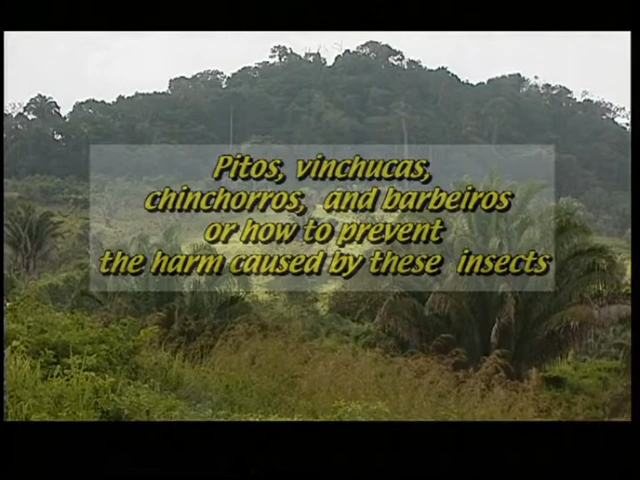 Pitos, vinchucas,
chinchorros, and barbeiros
or how to prevent
the harm caused by these insects